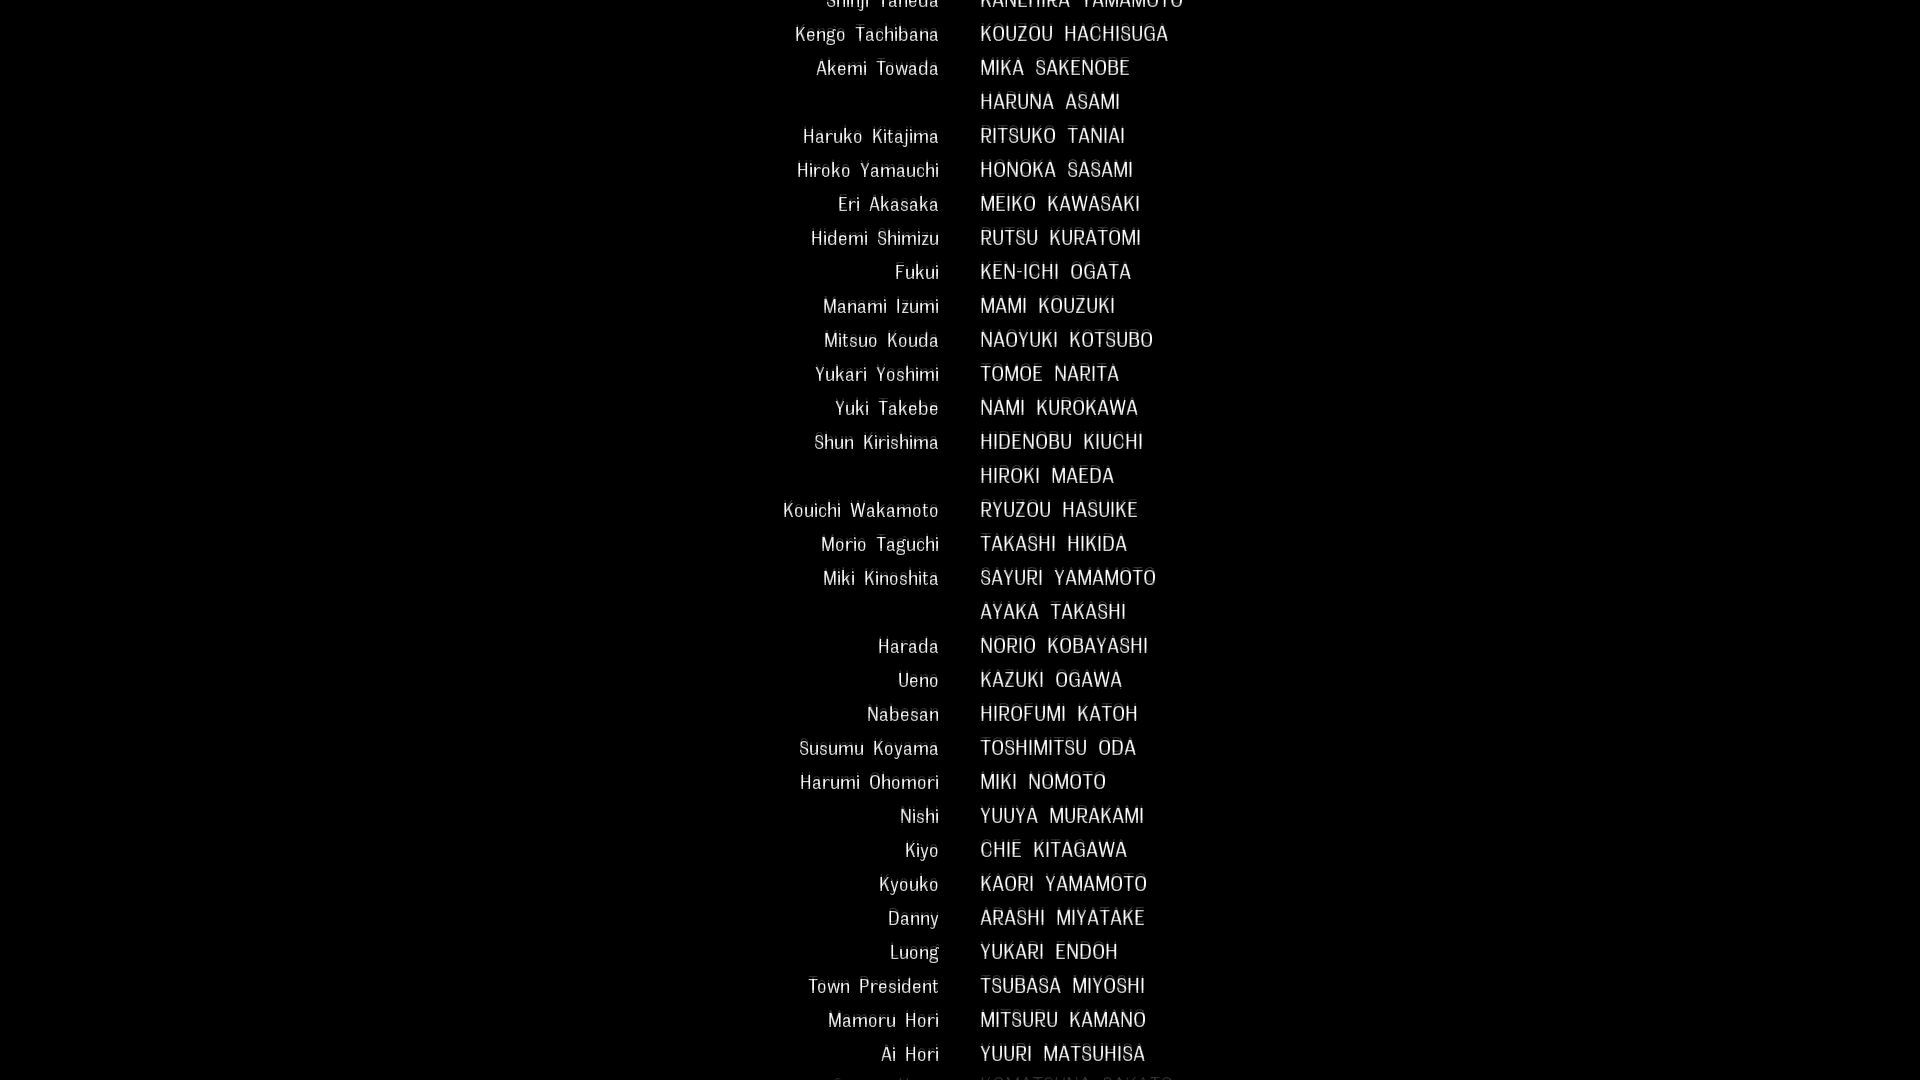 Shinji Taneda KANEHIRA YAMAMOTO
Kengo Tachibana KOUZOU HACHISUGA
Akemi Towada MIKA SAKENOBE
HARUNA ASAMI
Haruko Kitajima RITSUKO TANIAI
Hiroko Yamauchi HONOKA SASAMI
Eri Akasaka MEIKO KAWASAKI
Hidemi Shimizu RUTSU KURATOMI
Fukui KEN-ICHI OGATA
Manami Izumi MAMI KOUZUKI
Mitsuo Kouda NAOYUKI KOTSUBO
Yukari Yoshimi TOMOE NARITA
Yuki Takebe NAMI KUROKAWA
Shun Kirishima HIDENOBU KIUCHI
HIROKI MAEDA
Kouichi Wakamoto RYUZOU HASUIKE
Morio Taguchi TAKASHI HIKIDA
Miki Kinoshita SAYURI YAMAMOTO
AYAKA TAKASHI
Harada NORIO KOBAYASHI
Ueno KAZUKI OGAWA
Nabesan HIROFUMI KATOH
Susumu Koyama TOSHIMITSU ODA
Harumi Ohomori MIKI NOMOTO
Nishi YUUYA MURAKAMI
Kiyo CHIE KITAGAWA
Kyouko KAORI YAMAMOTO
Danny ARASHI MIYATAKE
Luong YUKARI ENDOH
Town President TSUBASA MIYOSHI
Mamoru Hori MITSURU KAMANO
Ai Hori YUURI MATSUHISA